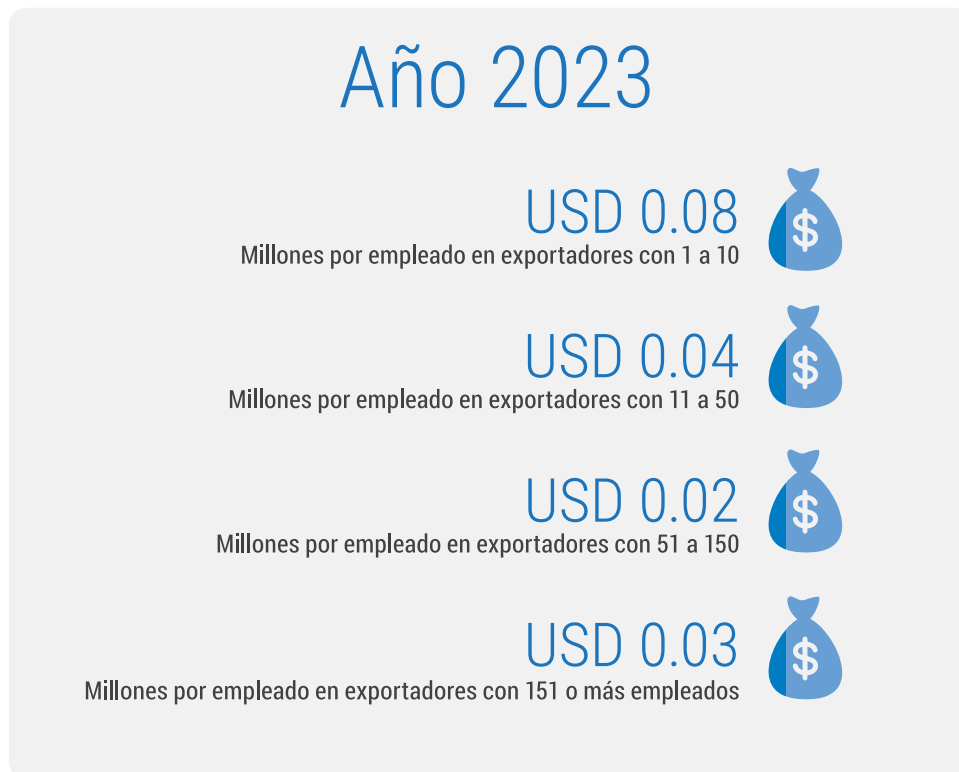 Año 2023
USD 0.08
Millones por empleado en exportadores con 1 a 10
$
USD 0.04
Millones por empleado en exportadores con 11 a 50
$
USD 0.02
Millones por empleado en exportadores con 51 a 150
$
USD 0.03
Millones por empleado en exportadores con 151 o más empleados
$